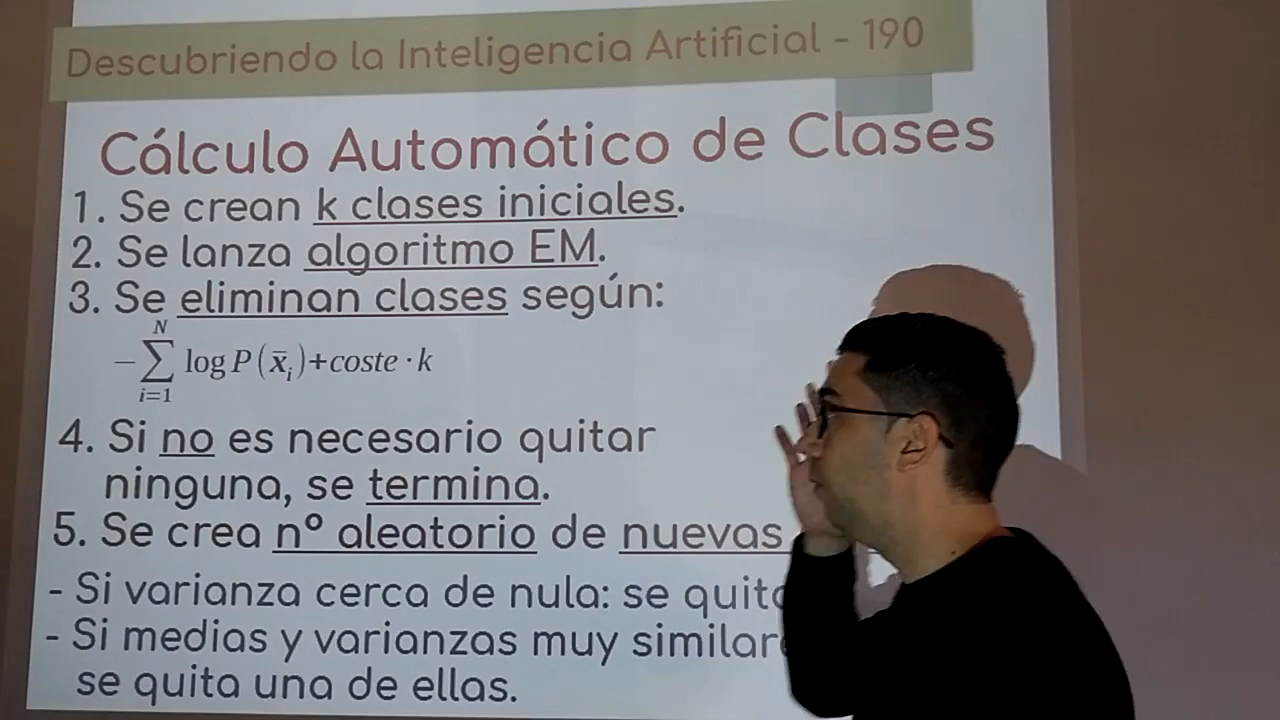 Descubriendo la Inteligencia Artificial - 190
Cálculo Automático de Clases
1. Se crean k clases iniciales.
2. Se lanza algoritmo EM.
3. Se eliminan clases según:
N
−∑ log P(x̄ᵢ)+coste·k
i=1
4. Si no es necesario quitar
ninguna, se termina.
5. Se crea nº aleatorio de nuevas
- Si varianza cerca de nula: se
- Si medias y varianzas muy
se quita una de ellas.